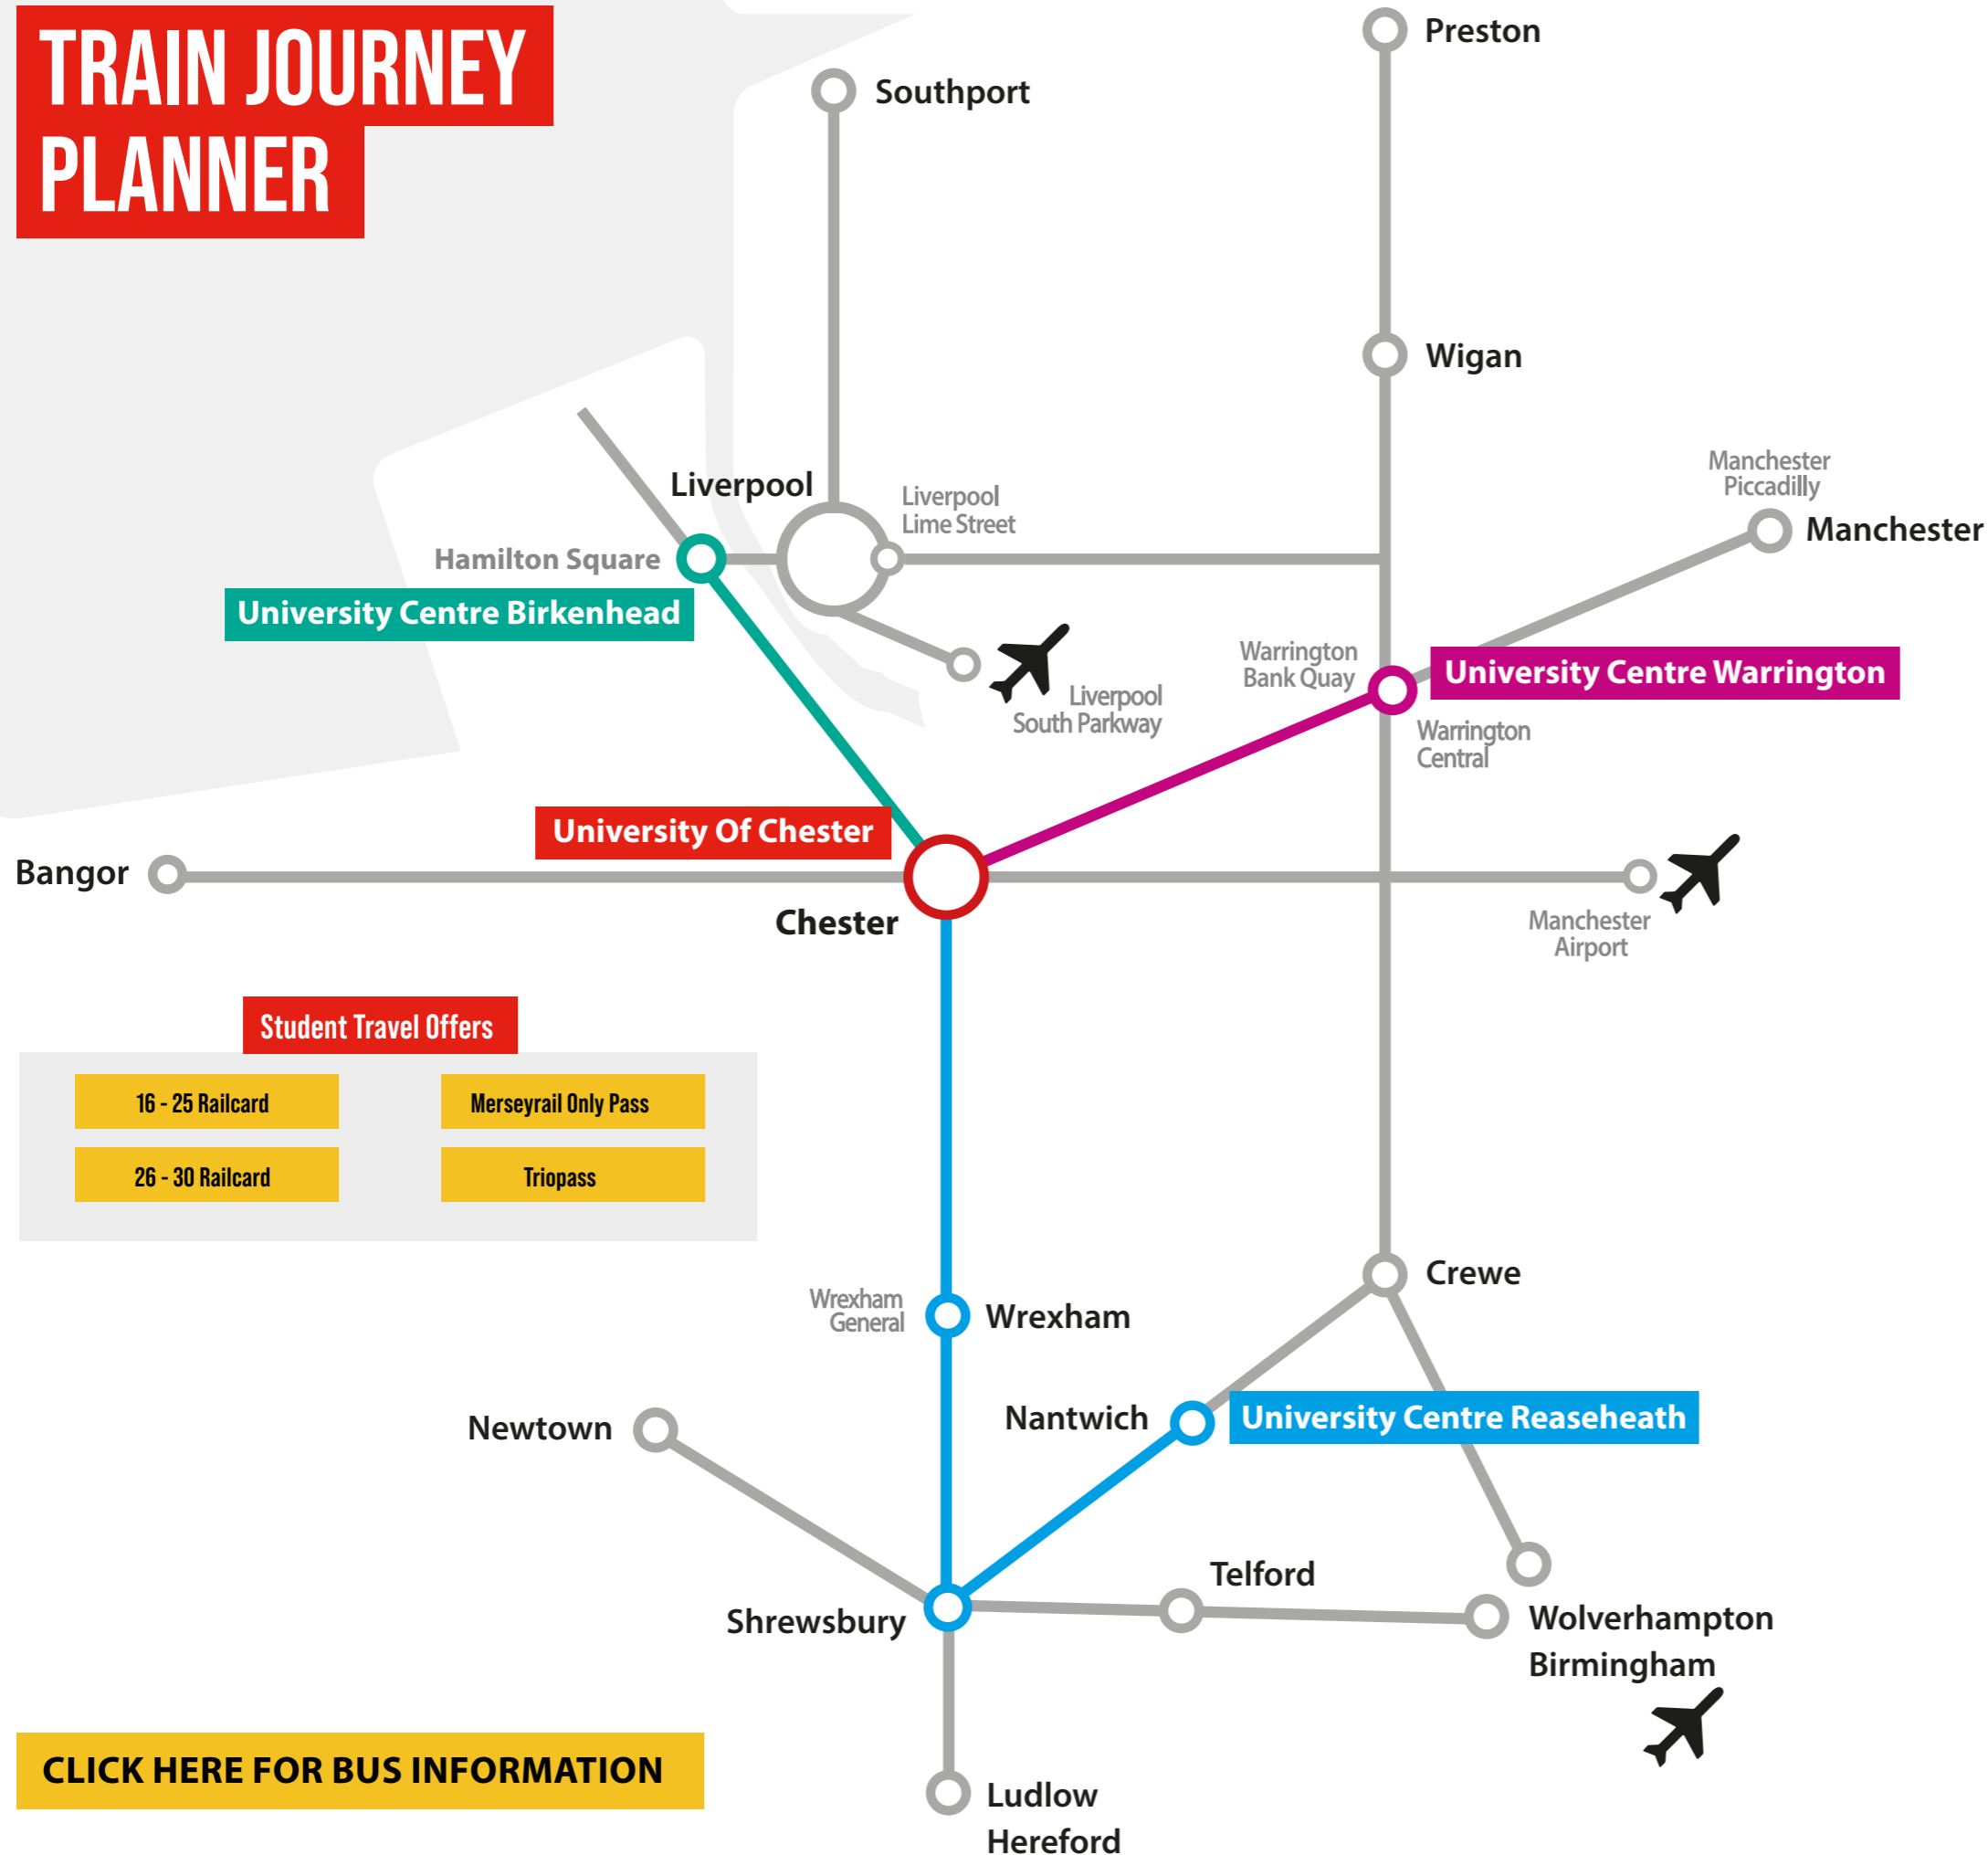 TRAIN JOURNEY
PLANNER
Preston
Southport
Wigan
Manchester
Piccadilly
Manchester
Liverpool
Liverpool
Lime Street
Hamilton Square
University Centre Birkenhead
Warrington
Bank Quay
University Centre Warrington
Liverpool
South Parkway
Warrington
Central
University Of Chester
Bangor
Chester
Manchester
Airport
Student Travel Offers
16 - 25 Railcard
Merseyrail Only Pass
26 - 30 Railcard
Triopass
Crewe
Wrexham
General
Wrexham
Newtown
Nantwich
University Centre Reaseheath
Telford
Shrewsbury
Wolverhampton
Birmingham
CLICK HERE FOR BUS INFORMATION
Ludlow
Hereford